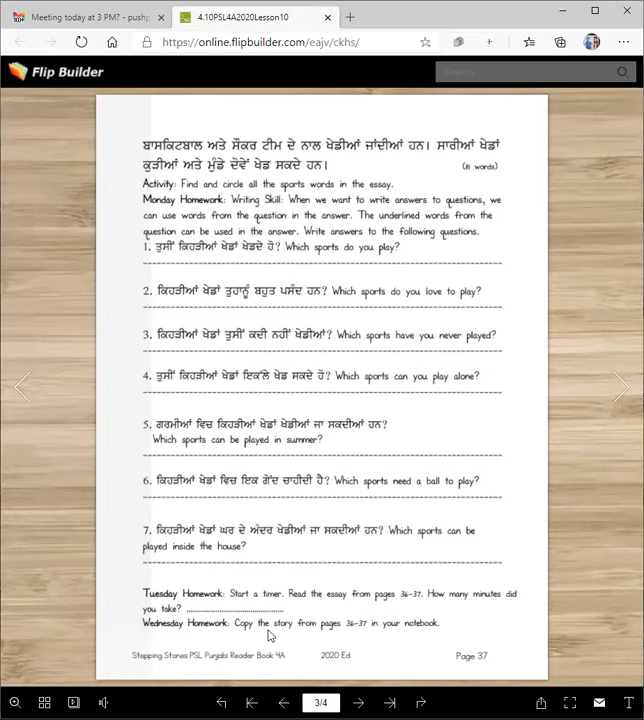 Meeting today at 3 PM? - pushp
4.10PSL4A2020Lesson10
https://online.flipbuilder.com/eajv/ckhs/
Flip Builder
Search
ਬਾਸਕਿਟਬਾਲ ਅਤੇ ਸੌਕਰ ਟੀਮ ਦੇ ਨਾਲ ਖੇਡੀਆਂ ਜਾਂਦੀਆਂ ਹਨ। ਸਾਰੀਆਂ ਖੇਡਾਂ
ਕੁੜੀਆਂ ਅਤੇ ਮੁੰਡੇ ਦੋਵੇਂ ਖੇਡ ਸਕਦੇ ਹਨ। (81 words)
Activity: Find and circle all the sports words in the essay.
Monday Homework: Writing Skill: When we want to write answers to questions, we
can use words from the question in the answer. The underlined words from the
question can be used in the answer. Write answers to the following questions.
1. ਤੁਸੀਂ ਕਿਹੜੀਆਂ ਖੇਡਾਂ ਖੇਡਦੇ ਹੋ? Which sports do you play?
2. ਕਿਹੜੀਆਂ ਖੇਡਾਂ ਤੁਹਾਨੂੰ ਬਹੁਤ ਪਸੰਦ ਹਨ? Which sports do you love to play?
3. ਕਿਹੜੀਆਂ ਖੇਡਾਂ ਤੁਸੀਂ ਕਦੀ ਨਹੀਂ ਖੇਡੀਆਂ? Which sports have you never played?
4. ਤੁਸੀਂ ਕਿਹੜੀਆਂ ਖੇਡਾਂ ਇਕੱਲੇ ਖੇਡ ਸਕਦੇ ਹੋ? Which sports can you play alone?
5. ਗਰਮੀਆਂ ਵਿਚ ਕਿਹੜੀਆਂ ਖੇਡਾਂ ਖੇਡੀਆਂ ਜਾ ਸਕਦੀਆਂ ਹਨ?
Which sports can be played in summer?
6. ਕਿਹੜੀਆਂ ਖੇਡਾਂ ਵਿਚ ਇਕ ਗੇਂਦ ਚਾਹੀਦੀ ਹੈ? Which sports need a ball to play?
7. ਕਿਹੜੀਆਂ ਖੇਡਾਂ ਘਰ ਦੇ ਅੰਦਰ ਖੇਡੀਆਂ ਜਾ ਸਕਦੀਆਂ ਹਨ? Which sports can be
played inside the house?
Tuesday Homework: Start a timer. Read the essay from pages 36-37. How many minutes did
you take? ................................................
Wednesday Homework: Copy the story from pages 36-37 in your notebook.
Stepping Stones PSL Punjabi Reader Book 4A 2020 Ed Page 37
3/4